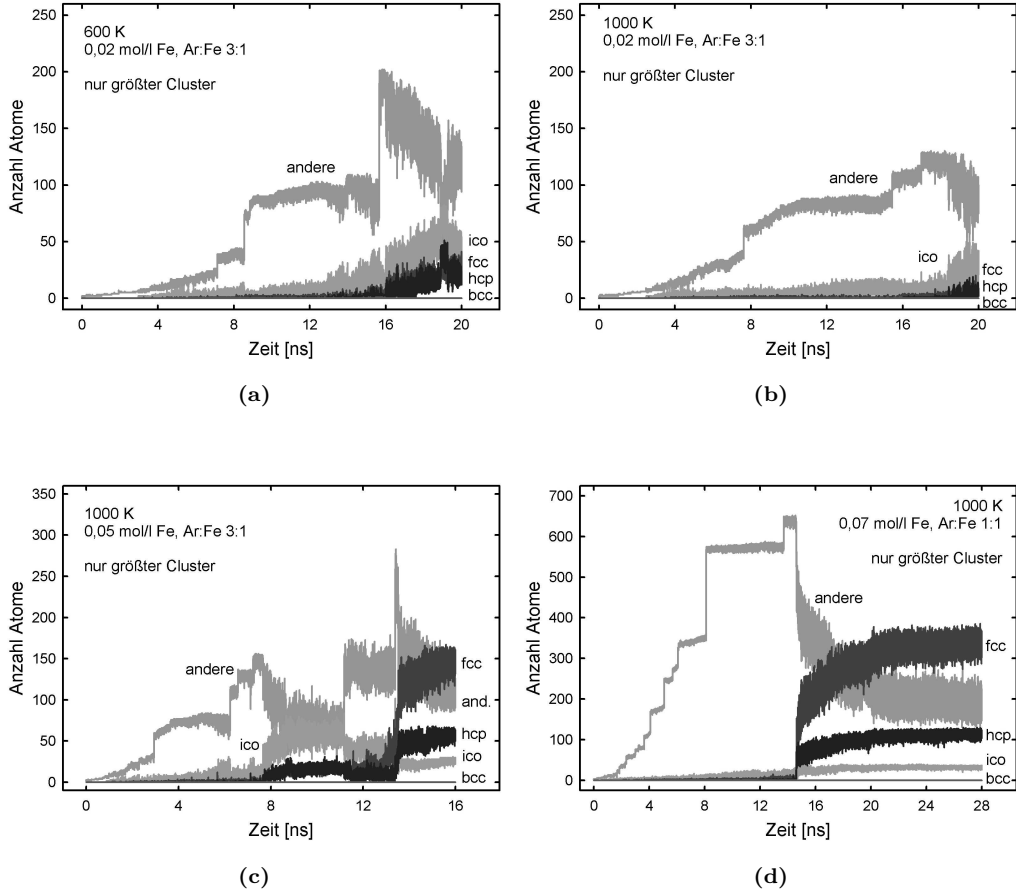 600 K
0,02 mol/l Fe, Ar:Fe 3:1
nur größter Cluster
andere
ico
fcc
hcp
bcc
Anzahl Atome
250
200
150
100
50
0
0 4 8 12 16 20
Zeit [ns]
(a)
1000 K
0,02 mol/l Fe, Ar:Fe 3:1
nur größter Cluster
andere
ico
fcc
hcp
bcc
Anzahl Atome
250
200
150
100
50
0
0 4 8 12 16 20
Zeit [ns]
(b)
1000 K
0,05 mol/l Fe, Ar:Fe 3:1
nur größter Cluster
andere
ico
fcc
and.
hcp
ico
bcc
Anzahl Atome
350
300
250
200
150
100
50
0
0 4 8 12 16
Zeit [ns]
(c)
1000 K
0,07 mol/l Fe, Ar:Fe 1:1
nur größter Cluster
andere
fcc
hcp
ico
bcc
Anzahl Atome
700
600
500
400
300
200
100
0
0 4 8 12 16 20 24 28
Zeit [ns]
(d)